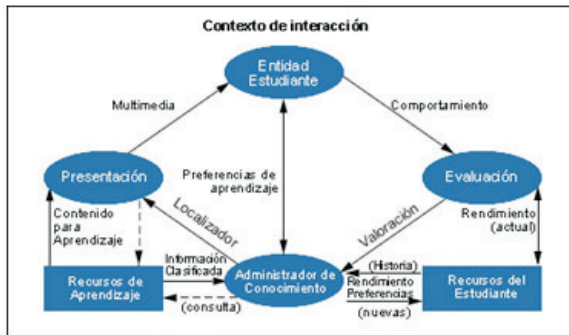 Contexto de interacción
Entidad
Estudiante
Multimedia
Comportamiento
Presentación
Preferencias de
aprendizaje
Evaluación
Localizador
Valoración
Contenido
para
Aprendizaje
Rendimiento
(actual)
Información
Clasificada
Administrador de
Conocimiento
(Historia)
Rendimiento
Preferencias
Recursos de
Aprendizaje
Recursos del
Estudiante
(consulta)
(nuevas)